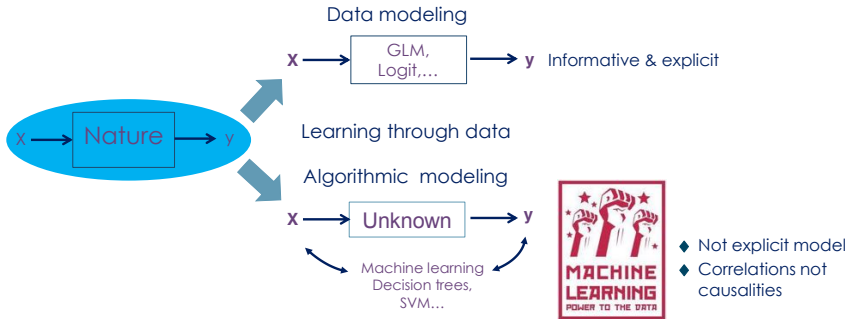 Data modeling
X
GLM,
Logit,...
y
Informative & explicit
X
Nature
y
Learning through data
Algorithmic modeling
X
Unknown
y
Machine learning
Decision trees,
SVM...
MACHINE
LEARNING
POWER TO THE DATA
Not explicit model
Correlations not
causalities